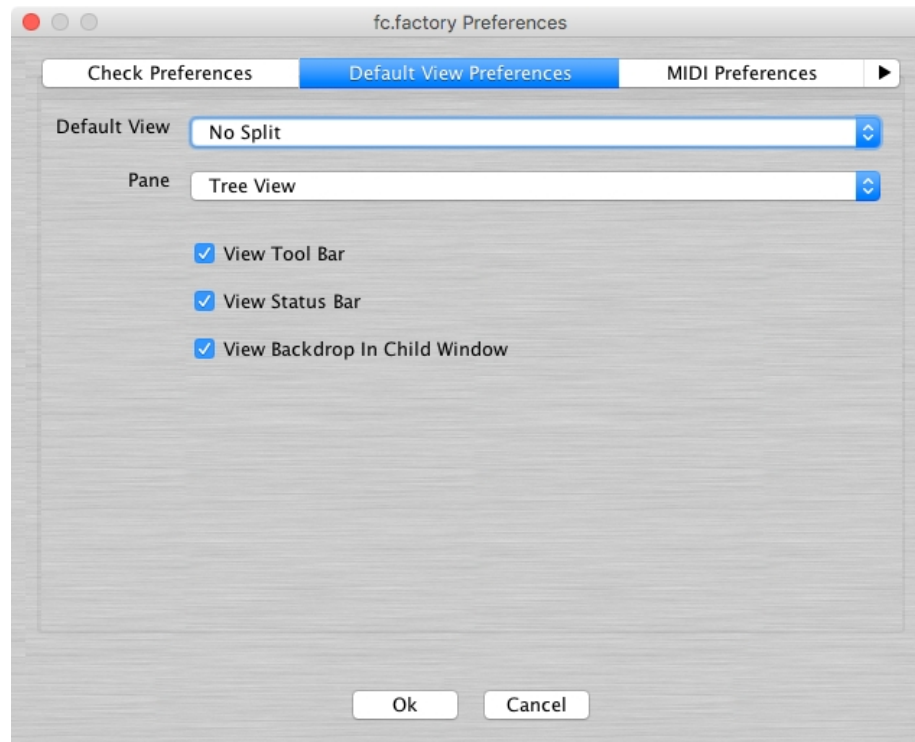 fc.factory Preferences
Check Preferences Default View Preferences MIDI Preferences
Default View No Split
Pane Tree View
View Tool Bar
View Status Bar
View Backdrop In Child Window
Ok Cancel